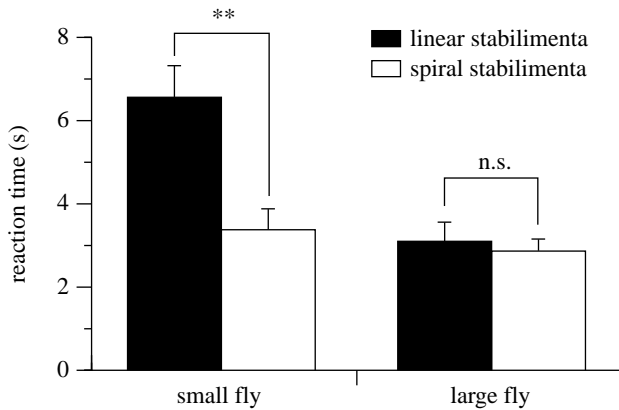 **
8
linear stabilimenta
spiral stabilimenta
6
n.s.
4
2
0
reaction time (s)
small fly
large fly